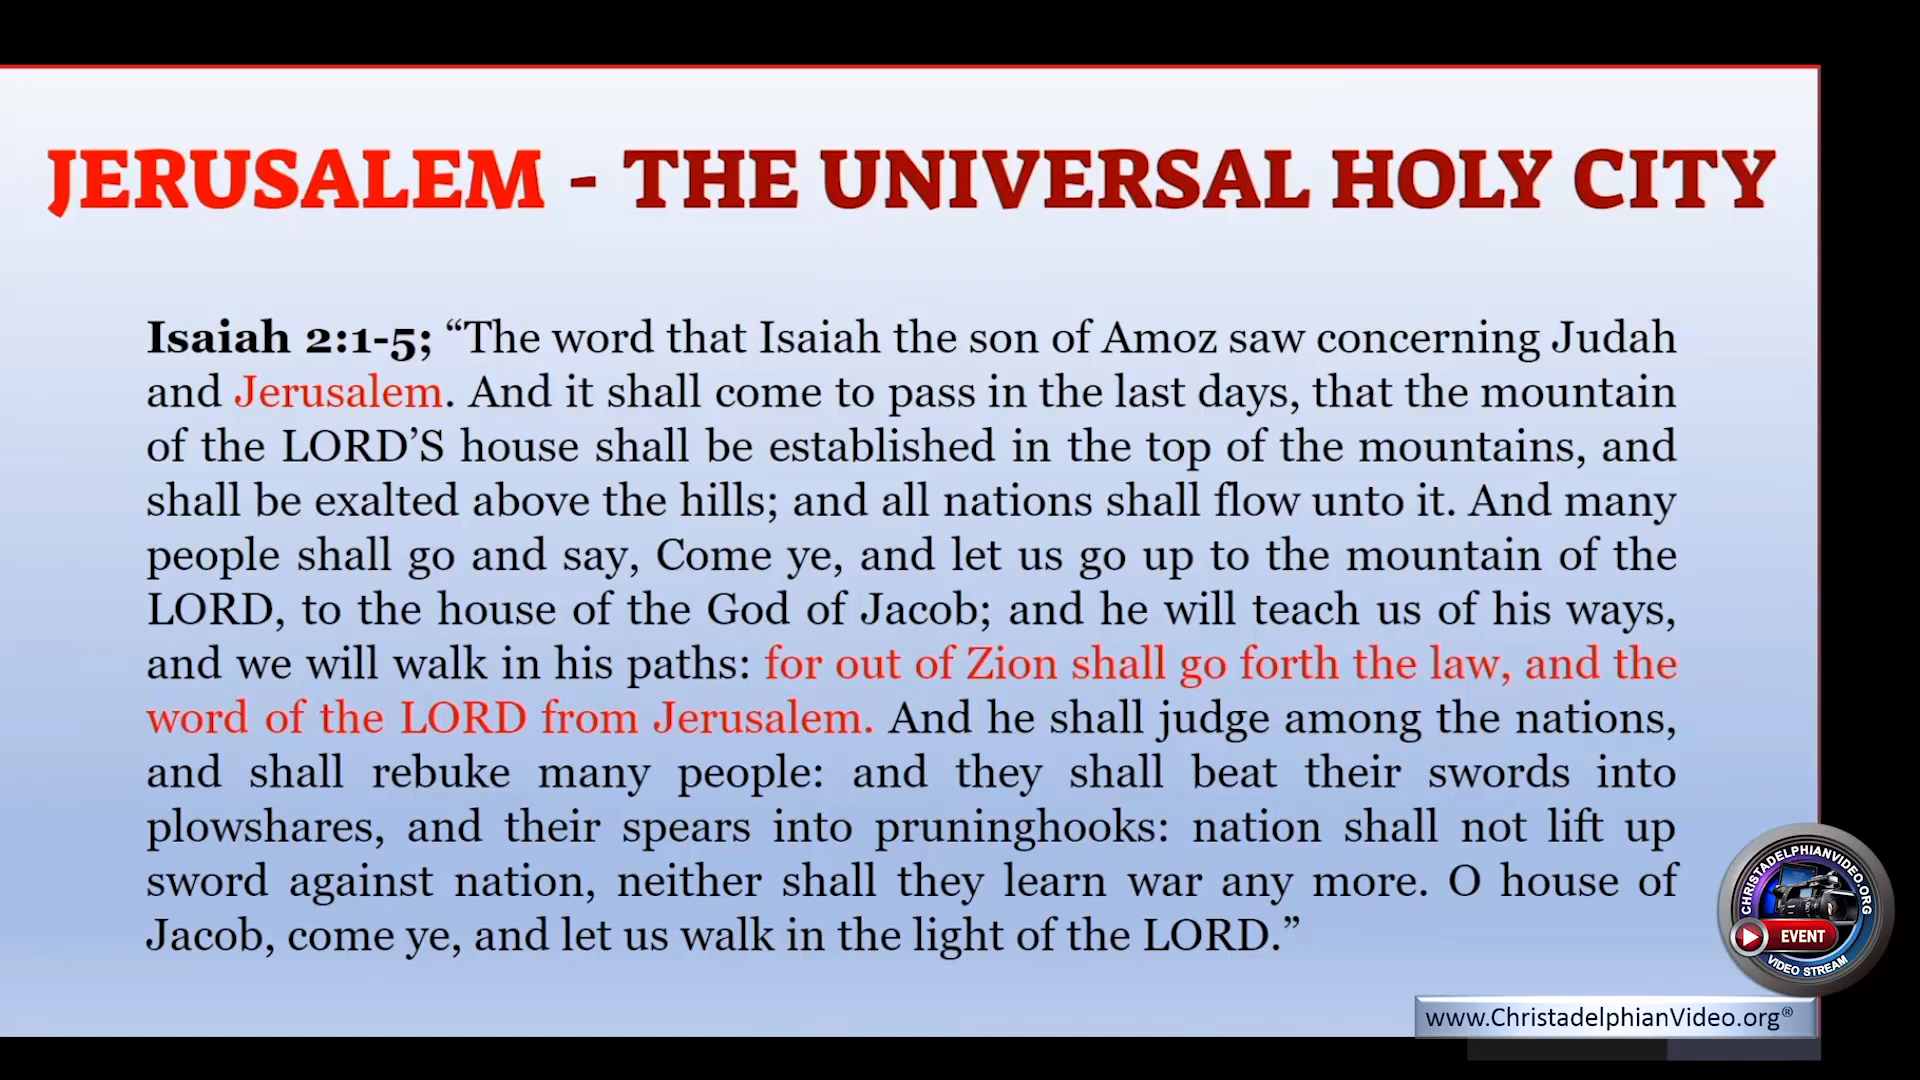 JERUSALEM - THE UNIVERSAL HOLY CITY
Isaiah 2:1-5; “The word that Isaiah the son of Amoz saw concerning Judah
and Jerusalem. And it shall come to pass in the last days, that the mountain
of the LORD’S house shall be established in the top of the mountains, and
shall be exalted above the hills; and all nations shall flow unto it. And many
people shall go and say, Come ye, and let us go up to the mountain of the
LORD, to the house of the God of Jacob; and he will teach us of his ways,
and we will walk in his paths: for out of Zion shall go forth the law, and the
word of the LORD from Jerusalem. And he shall judge among the nations,
and shall rebuke many people: and they shall beat their swords into
plowshares, and their spears into pruninghooks: nation shall not lift up
sword against nation, neither shall they learn war any more. O house of
Jacob, come ye, and let us walk in the light of the LORD.”
CHRISTADELPHIANVIDEO.ORG
EVENT
VIDEO STREAM
www.ChristadelphianVideo.org®